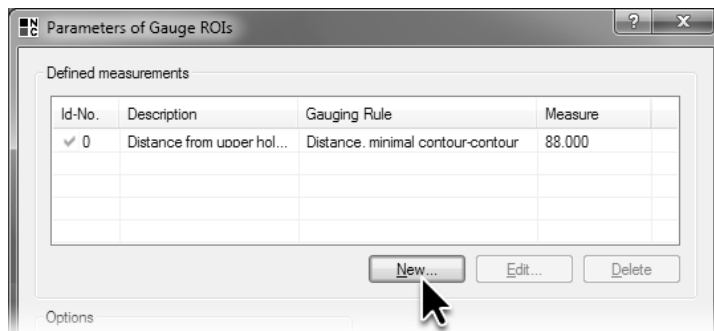 Parameters of Gauge ROIs
?
Defined measurements
Id-No. Description Gauging Rule Measure
0 Distance from upper hol... Distance. minimal contour-contour 88.000
New... Edit... Delete
Options